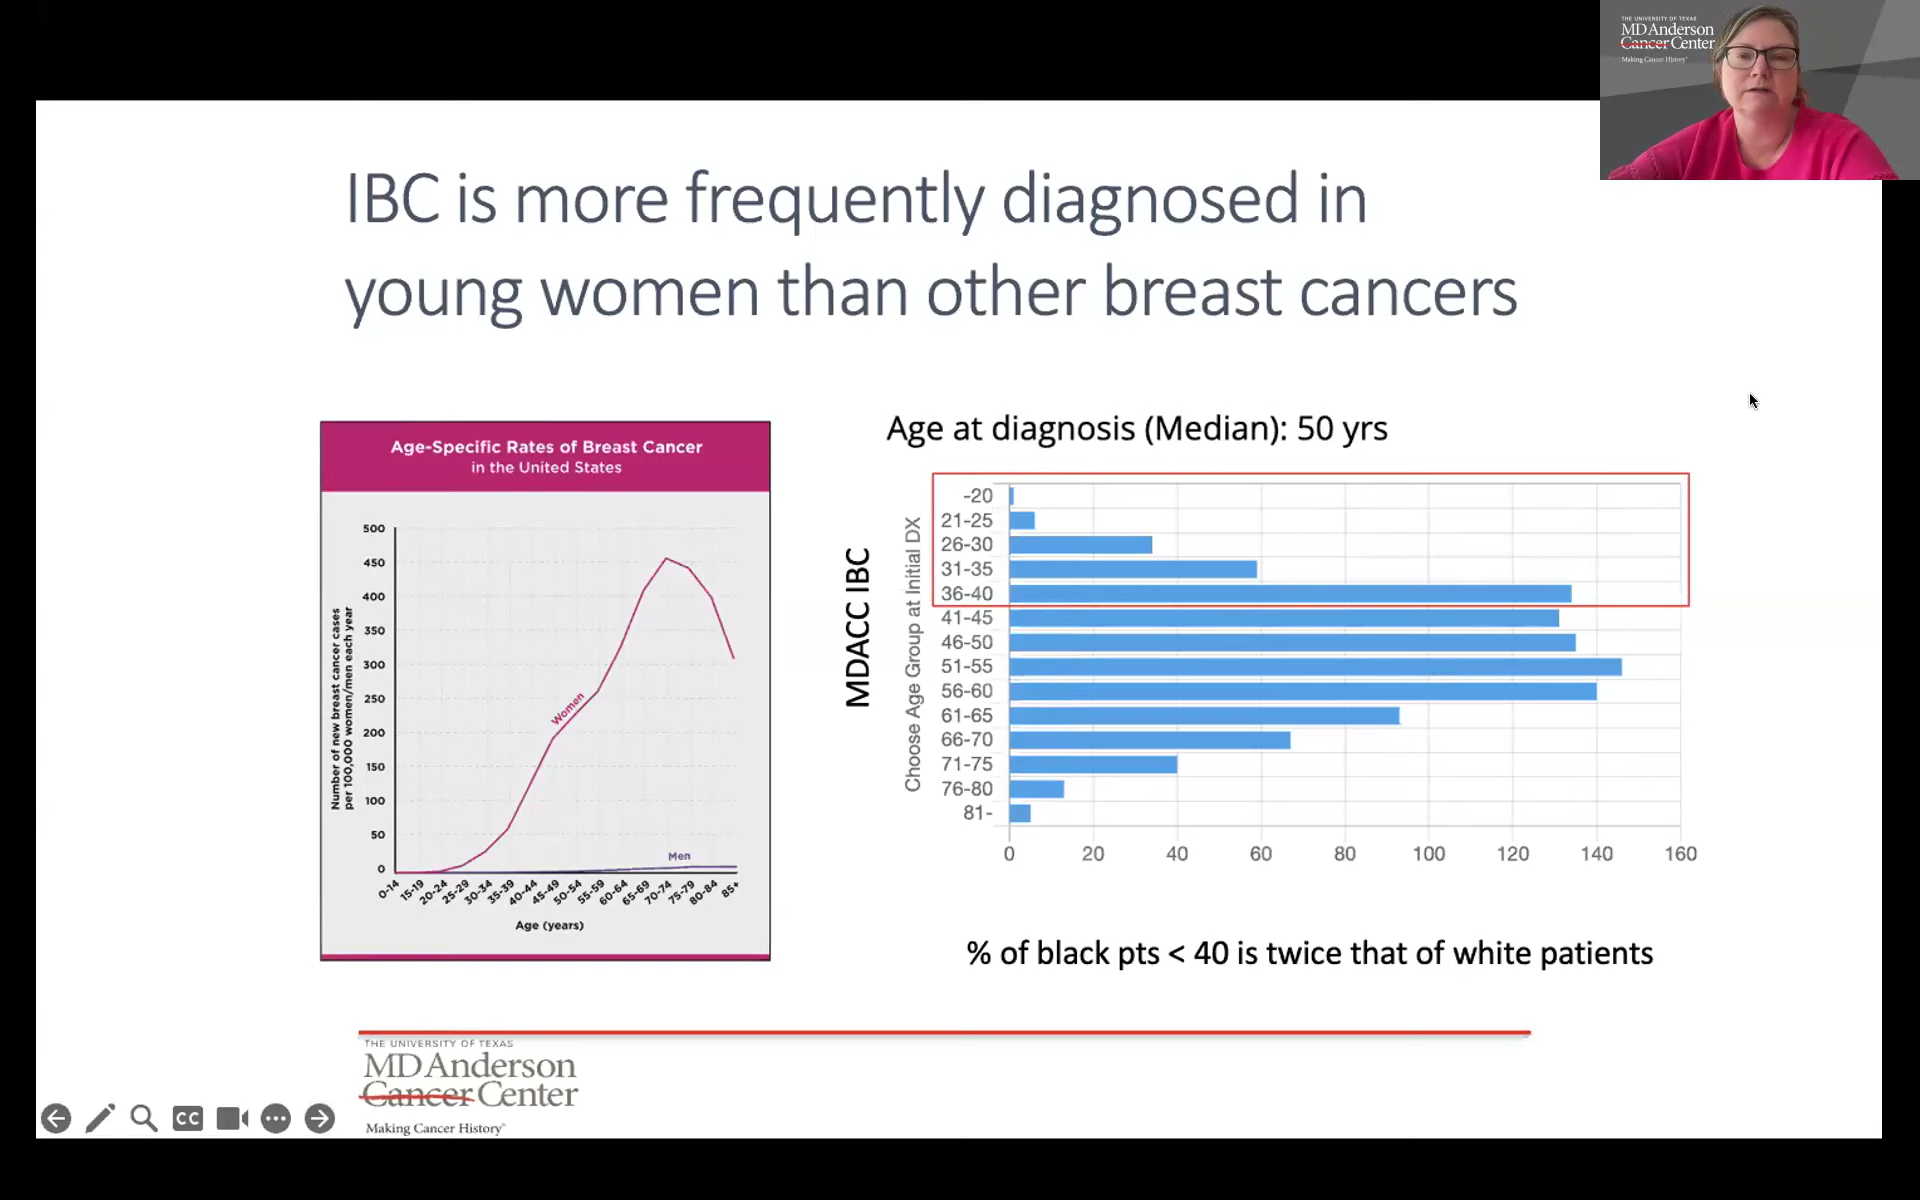 THE UNIVERSITY OF TEXAS
MD Anderson
Cancer Center
Making Cancer History®
IBC is more frequently diagnosed in
young women than other breast cancers
Age-Specific Rates of Breast Cancer
in the United States
Number of new breast cancer cases
per 100,000 women/men each year
500
450
400
350
300
250
200
150
100
50
0
Women
Men
0-14
15-19
20-24
25-29
30-34
35-39
40-44
45-49
50-54
55-59
60-64
65-69
70-74
75-79
80-84
85+
Age (years)
Age at diagnosis (Median): 50 yrs
MDACC IBC
Choose Age Group at Initial DX
-20
21-25
26-30
31-35
36-40
41-45
46-50
51-55
56-60
61-65
66-70
71-75
76-80
81-
0 20 40 60 80 100 120 140 160
% of black pts < 40 is twice that of white patients
THE UNIVERSITY OF TEXAS
MD Anderson
Cancer Center
Making Cancer History®
CC